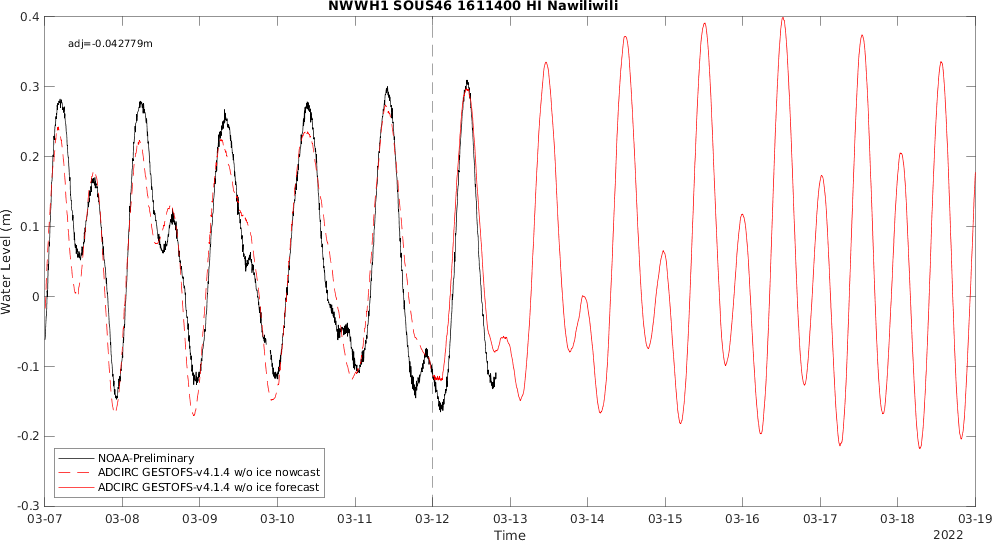 NWWH1 SOUS46 1611400 HI Nawiliwili
adj=-0.042779m
0.4
0.3
0.2
0.1
0
-0.1
-0.2
-0.3
Water Level (m)
NOAA-Preliminary
ADCIRC GESTOFS-v4.1.4 w/o ice nowcast
ADCIRC GESTOFS-v4.1.4 w/o ice forecast
03-07 03-08 03-09 03-10 03-11 03-12 03-13 03-14 03-15 03-16 03-17 03-18 03-19
Time
2022